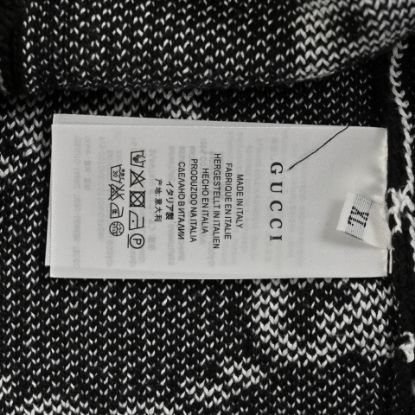 GUCCI
MADE IN ITALY
FABRIQUE EN ITALIE
HERGESTELLT IN ITALIEN
HECHO EN ITALIA
PRODUZIDO NA ITALIA
СДЕЛАНО В ИТАЛИИ
イタリア製
产地:意大利
XL